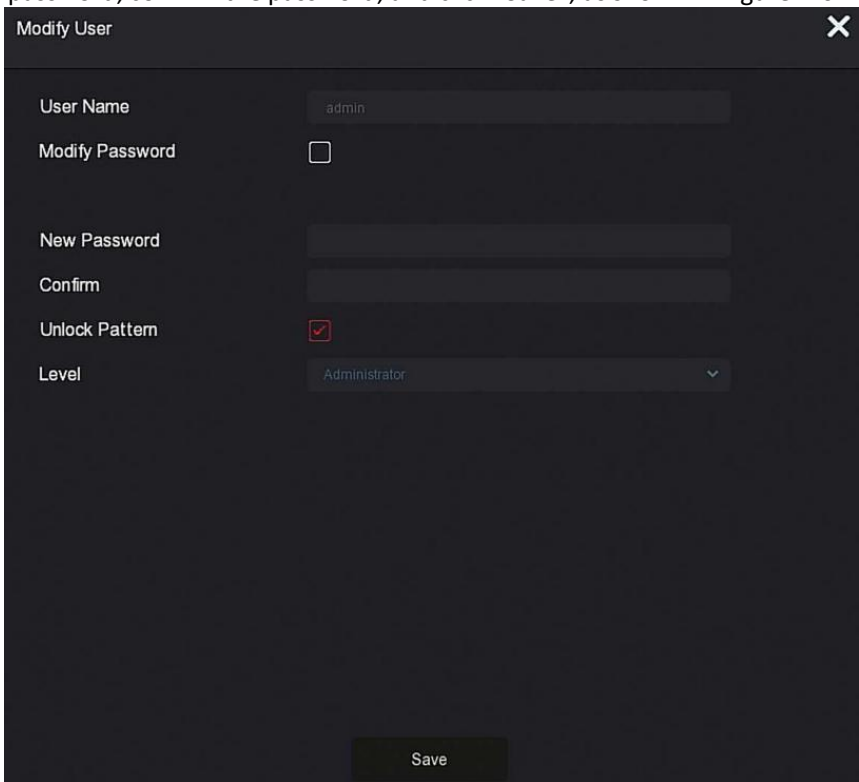 Modify User
User Name
admin
Modify Password
New Password
Confirm
Unlock Pattern
Level
Administrator
Save